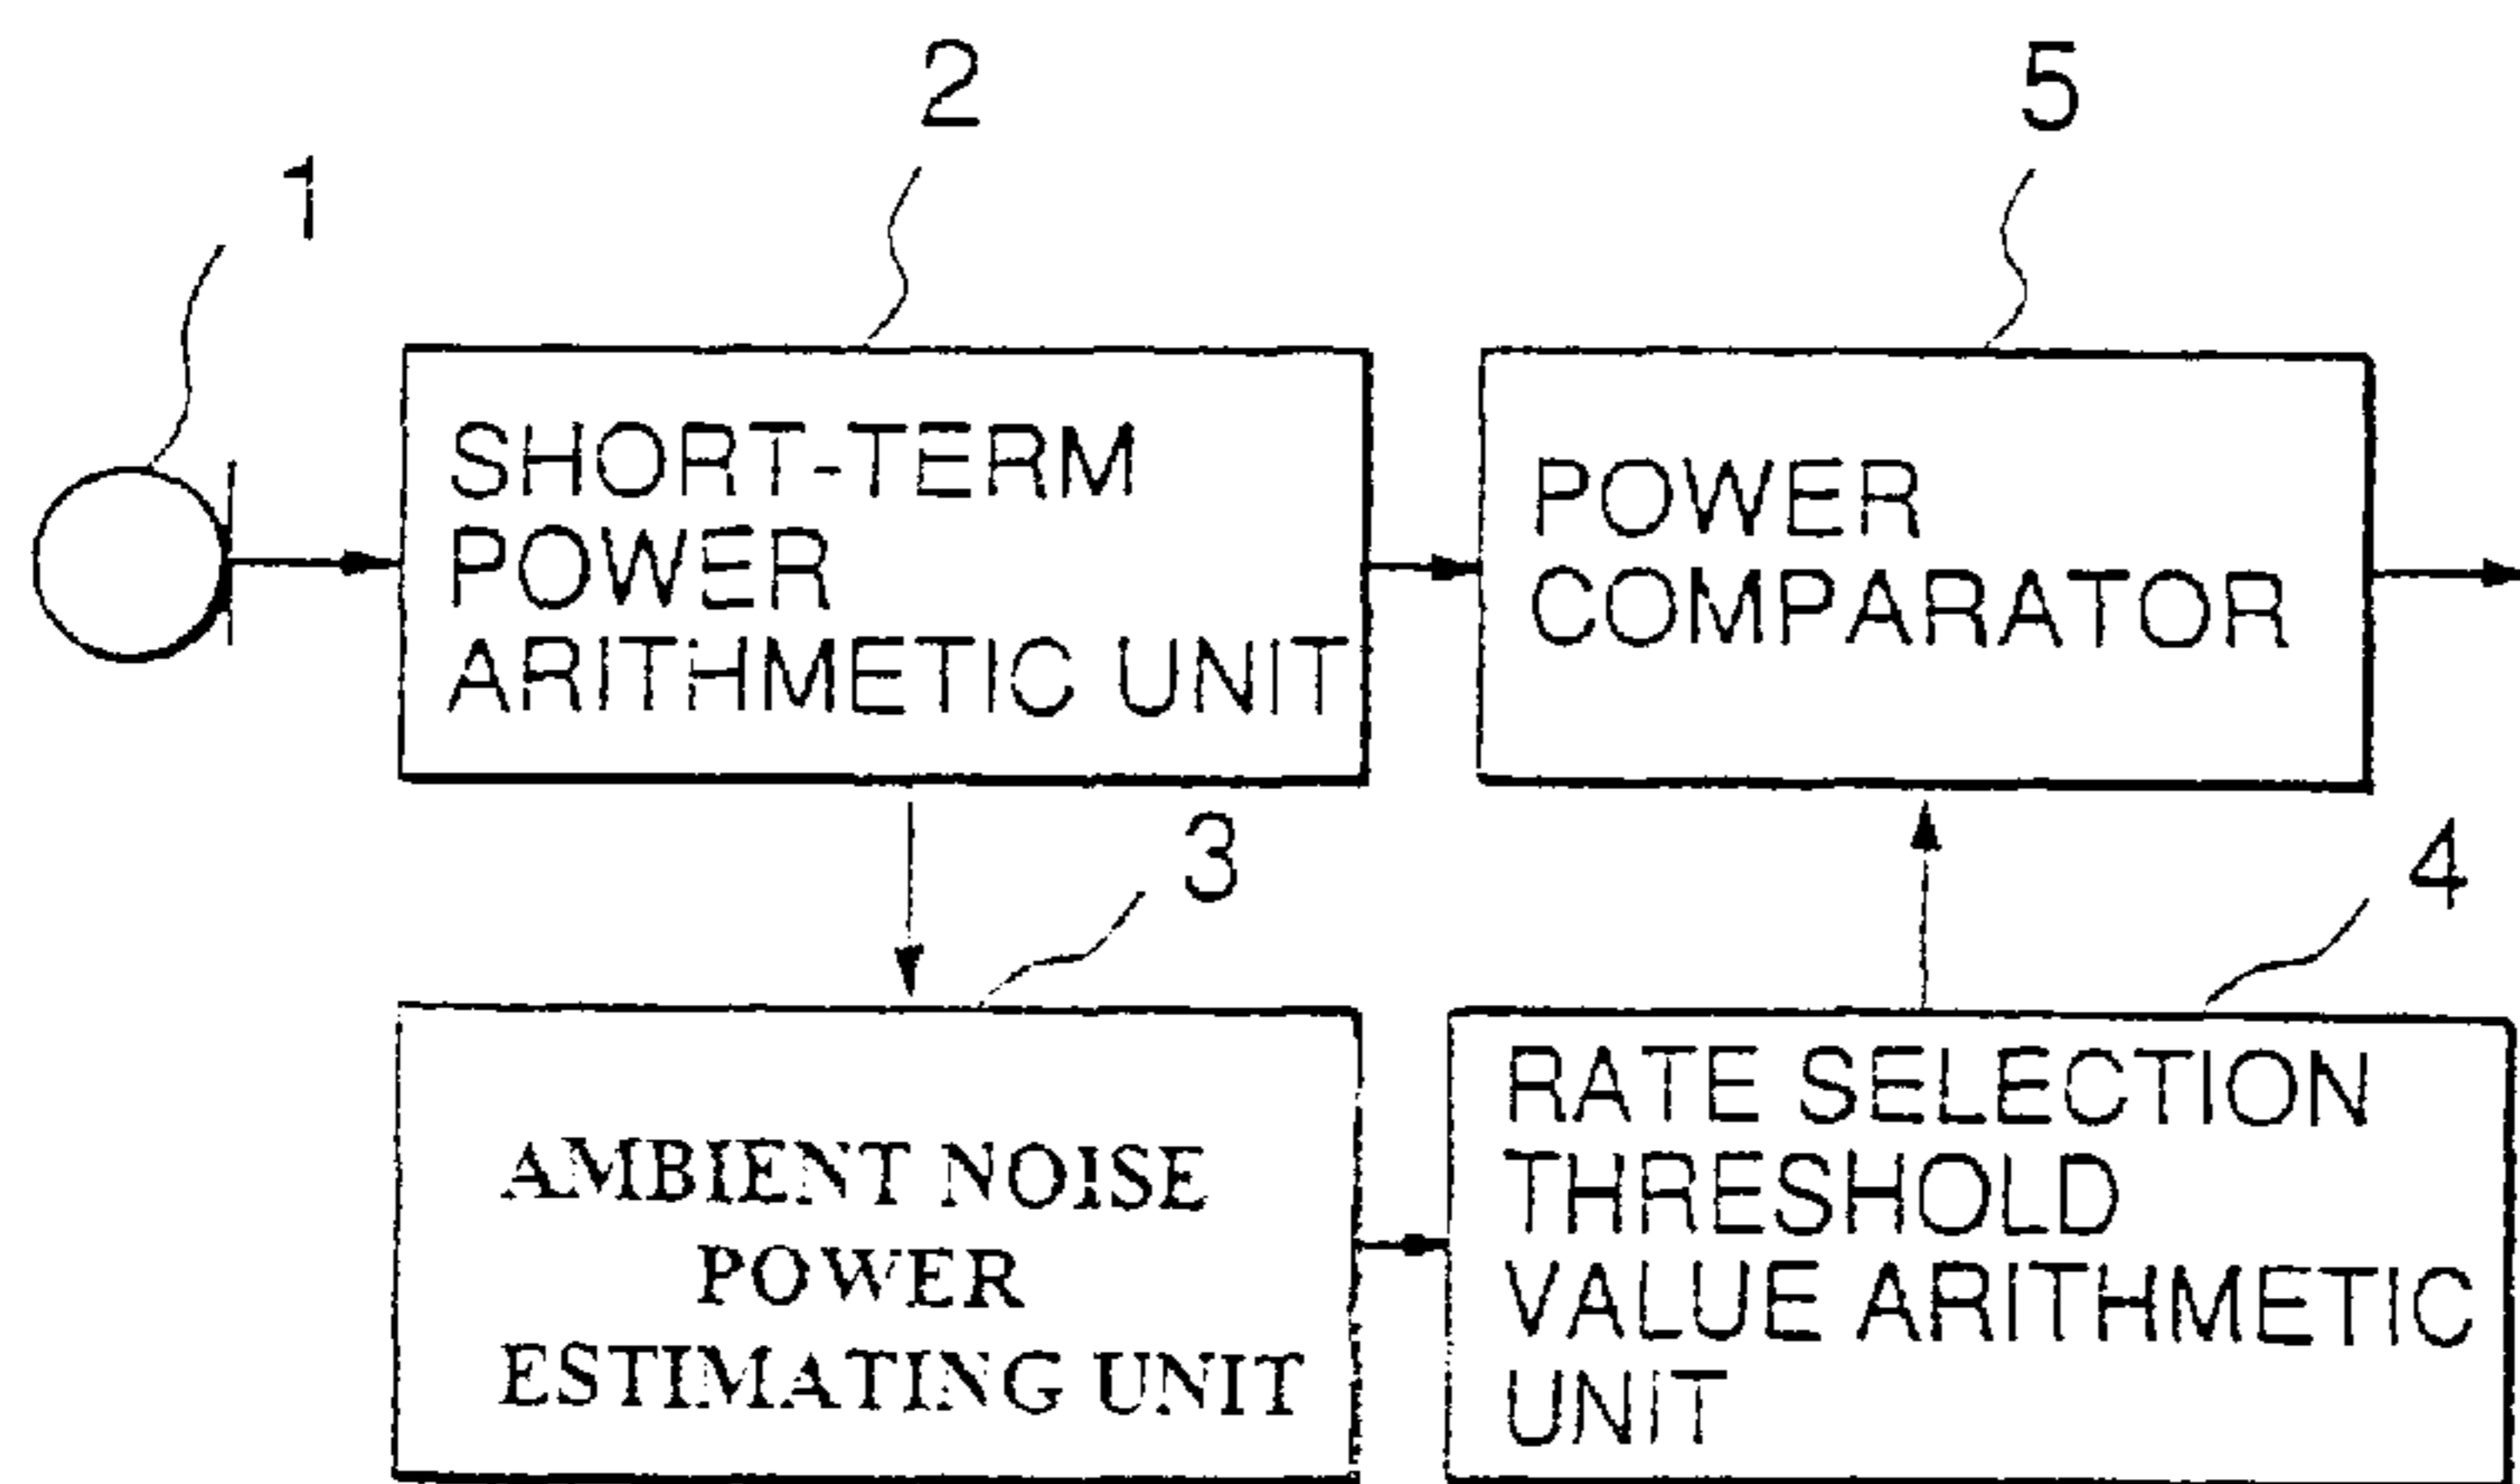 2
5
1
SHORT-TERM
POWER
ARITHMETIC UNIT
POWER
COMPARATOR
3
4
AMBIENT NOISE
POWER
ESTIMATING UNIT
RATE SELECTION
THRESHOLD
VALUE ARITHMETIC
UNIT